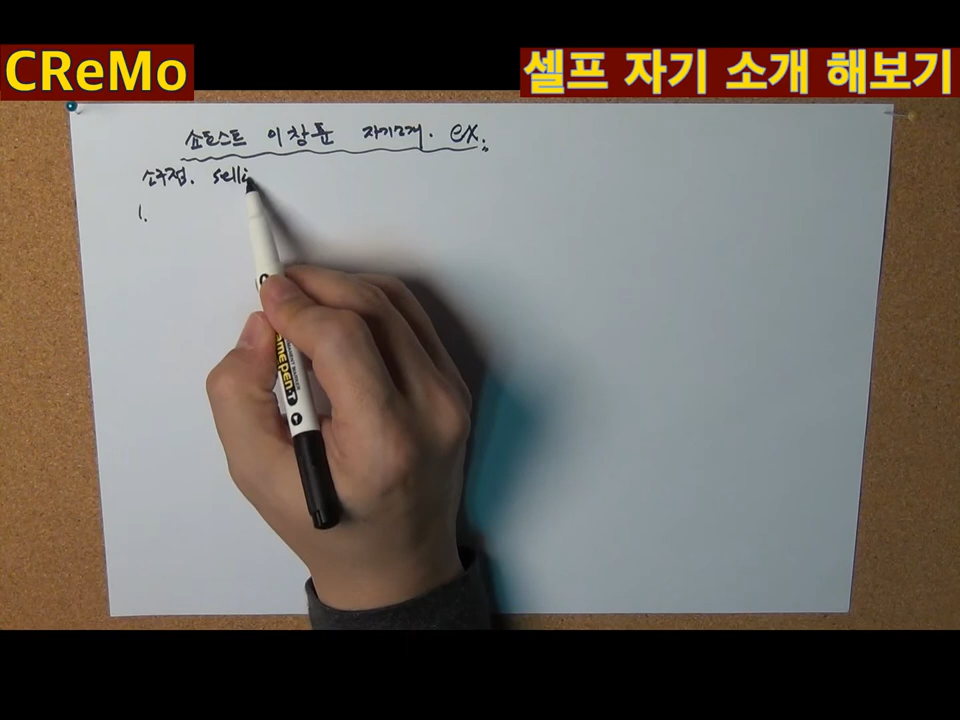 CReMo
셀프 자기 소개 해보기
쇼호스트 이창훈 자기소개. ex.
소구점. selli
1.
namepen·T